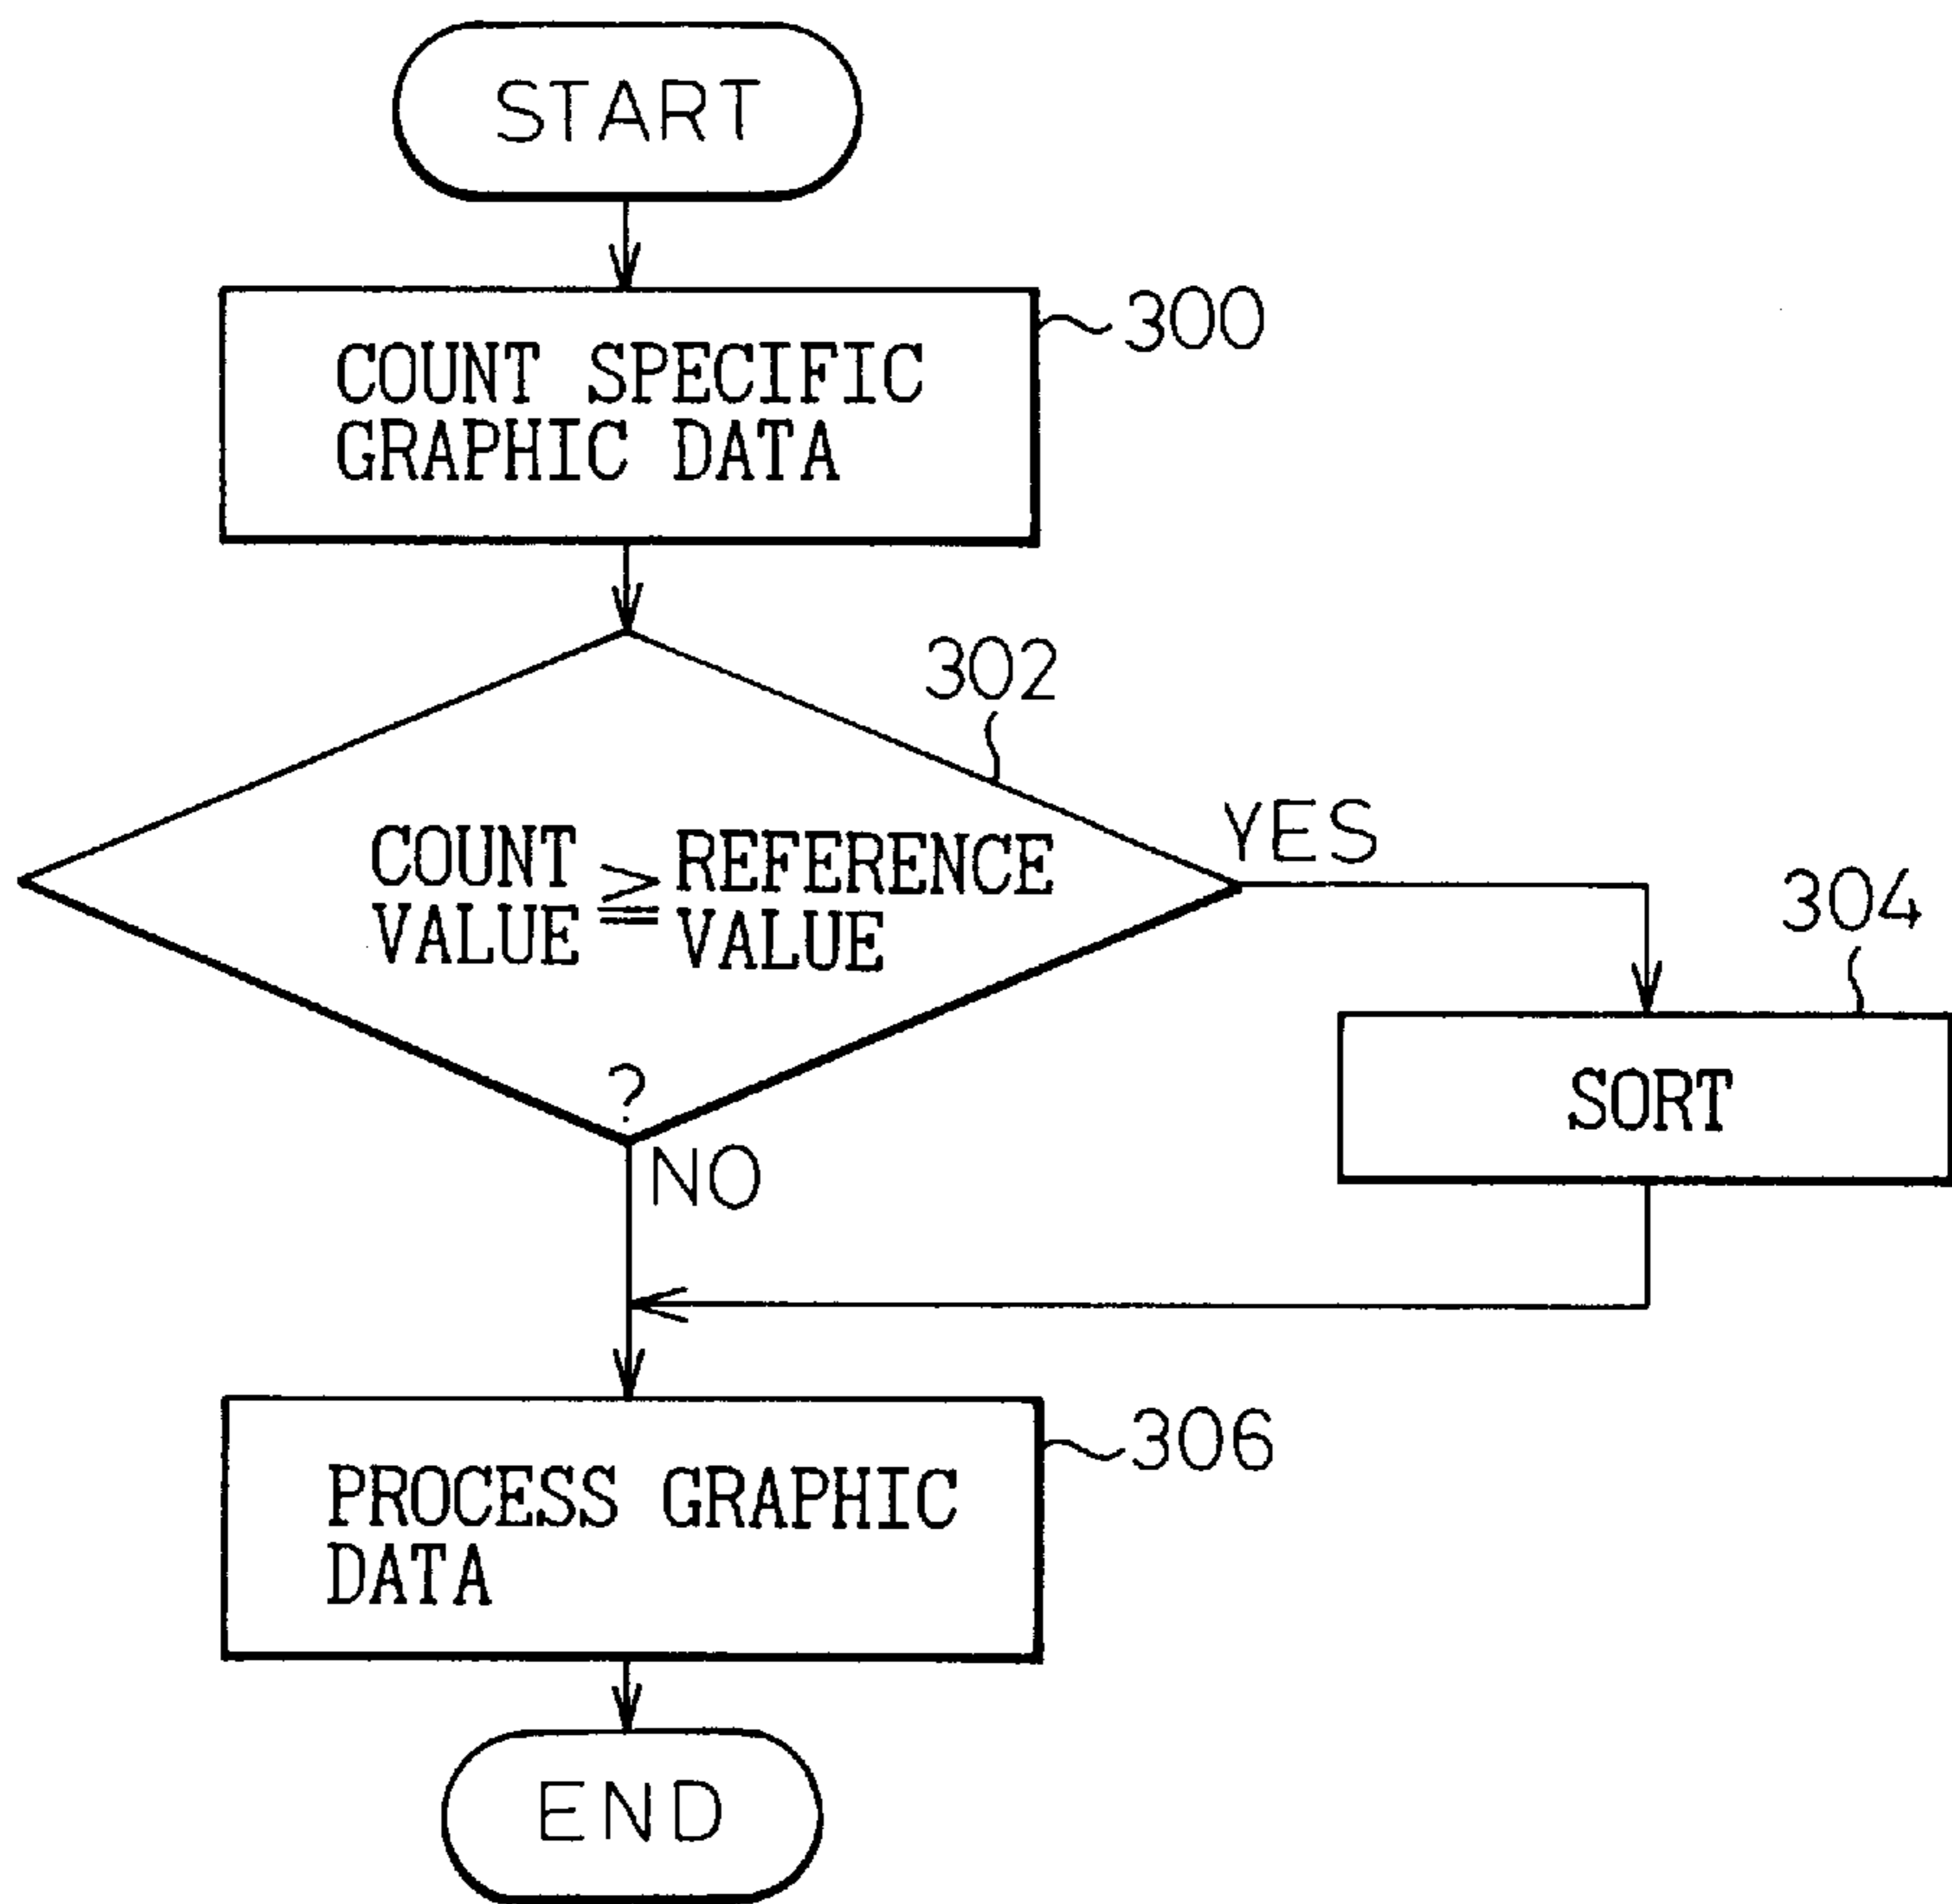 START
300
COUNT SPECIFIC
GRAPHIC DATA
302
COUNT ≧ REFERENCE
VALUE VALUE
?
YES
304
SORT
NO
306
PROCESS GRAPHIC
DATA
END